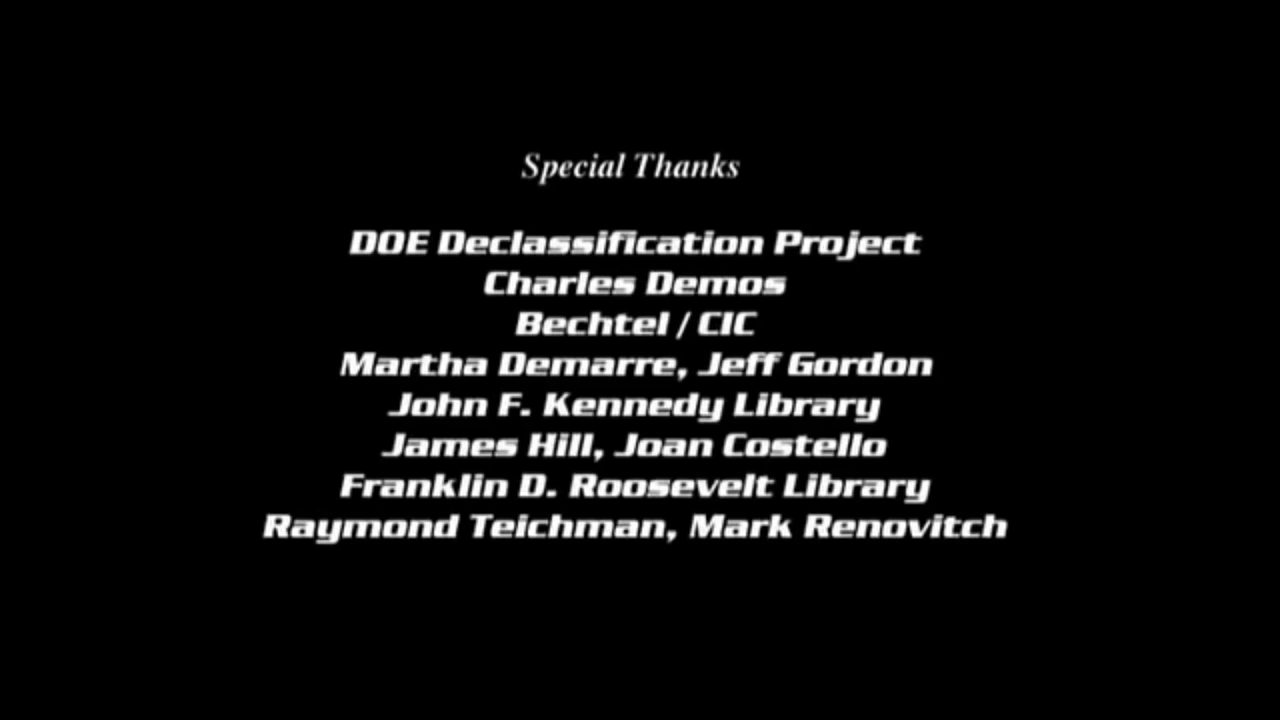 Special Thanks
DOE Declassification Project
Charles Demos
Bechtel / CIC
Martha Demarre, Jeff Gordon
John F. Kennedy Library
James Hill, Joan Costello
Franklin D. Roosevelt Library
Raymond Teichman, Mark Renovitch